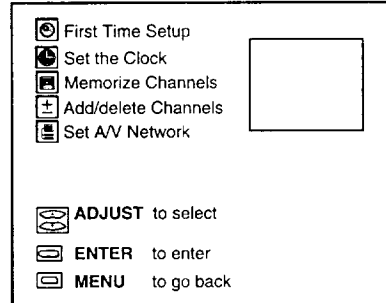 First Time Setup
Set the Clock
Memorize Channels
Add/delete Channels
Set A/V Network
ADJUST to select
ENTER to enter
MENU to go back